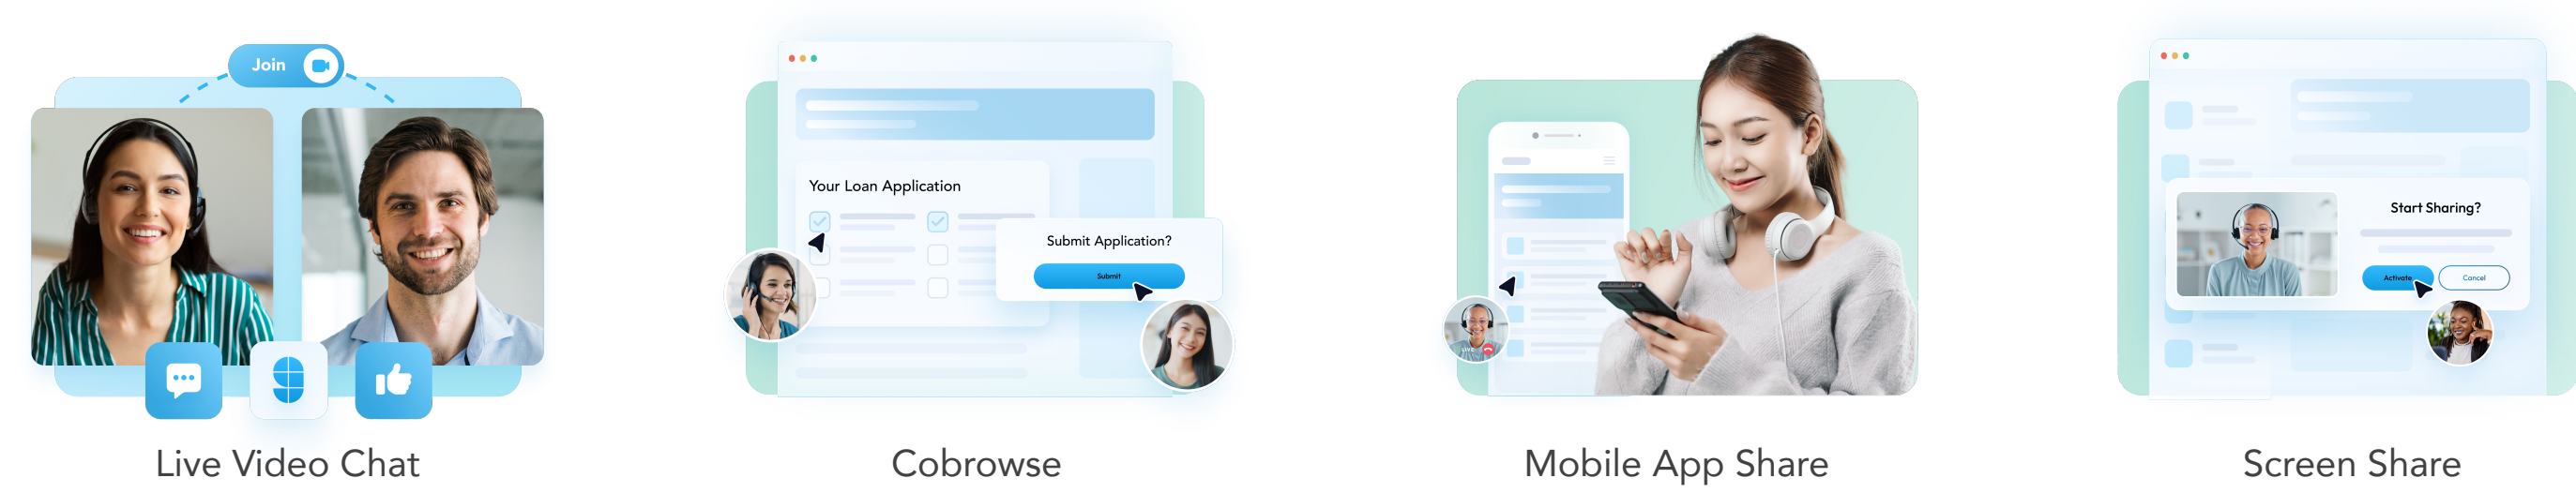 Join
Live Video Chat
Your Loan Application
Submit Application?
Submit
Cobrowse
LIVE
Mobile App Share
Start Sharing?
Activate
Cancel
Screen Share